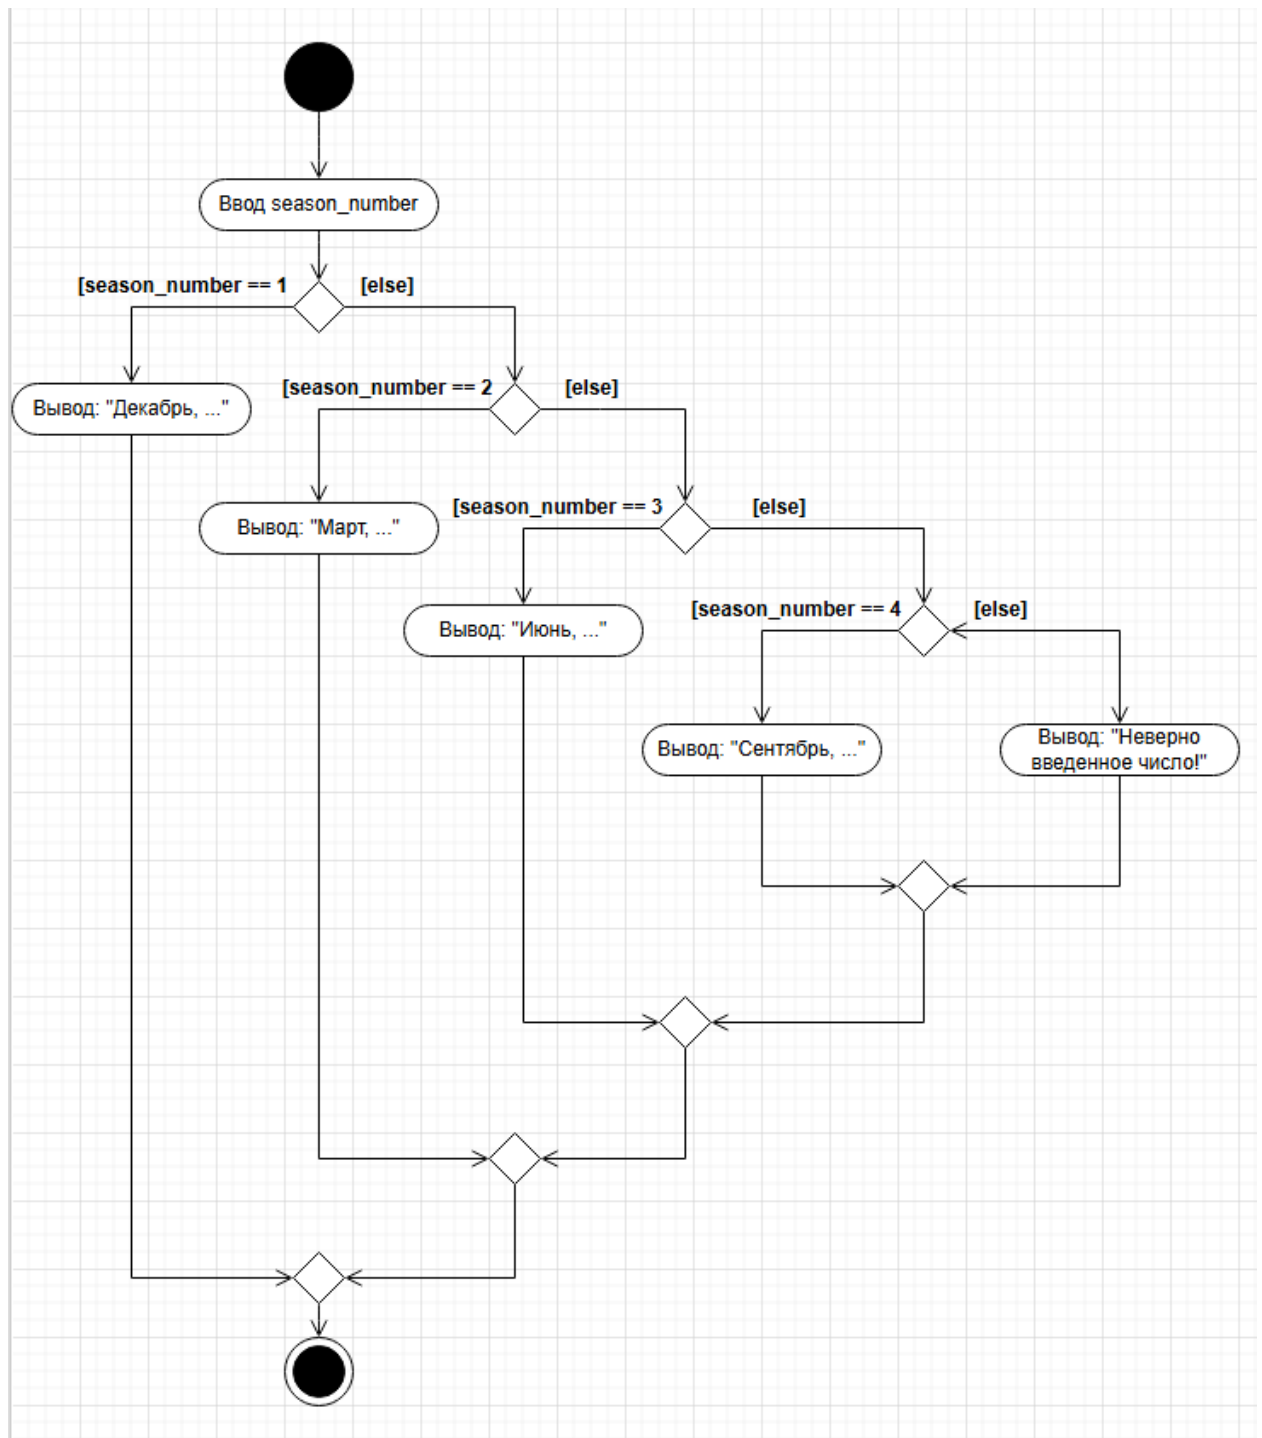 Ввод season_number
[season_number == 1
[else]
[season_number == 2
[else]
Вывод: "Декабрь, ..."
[season_number == 3
[else]
Вывод: "Март, ..."
[season_number == 4
[else]
Вывод: "Июнь, ..."
Вывод: "Сентябрь, ..."
Вывод: "Неверно
введенное число!"